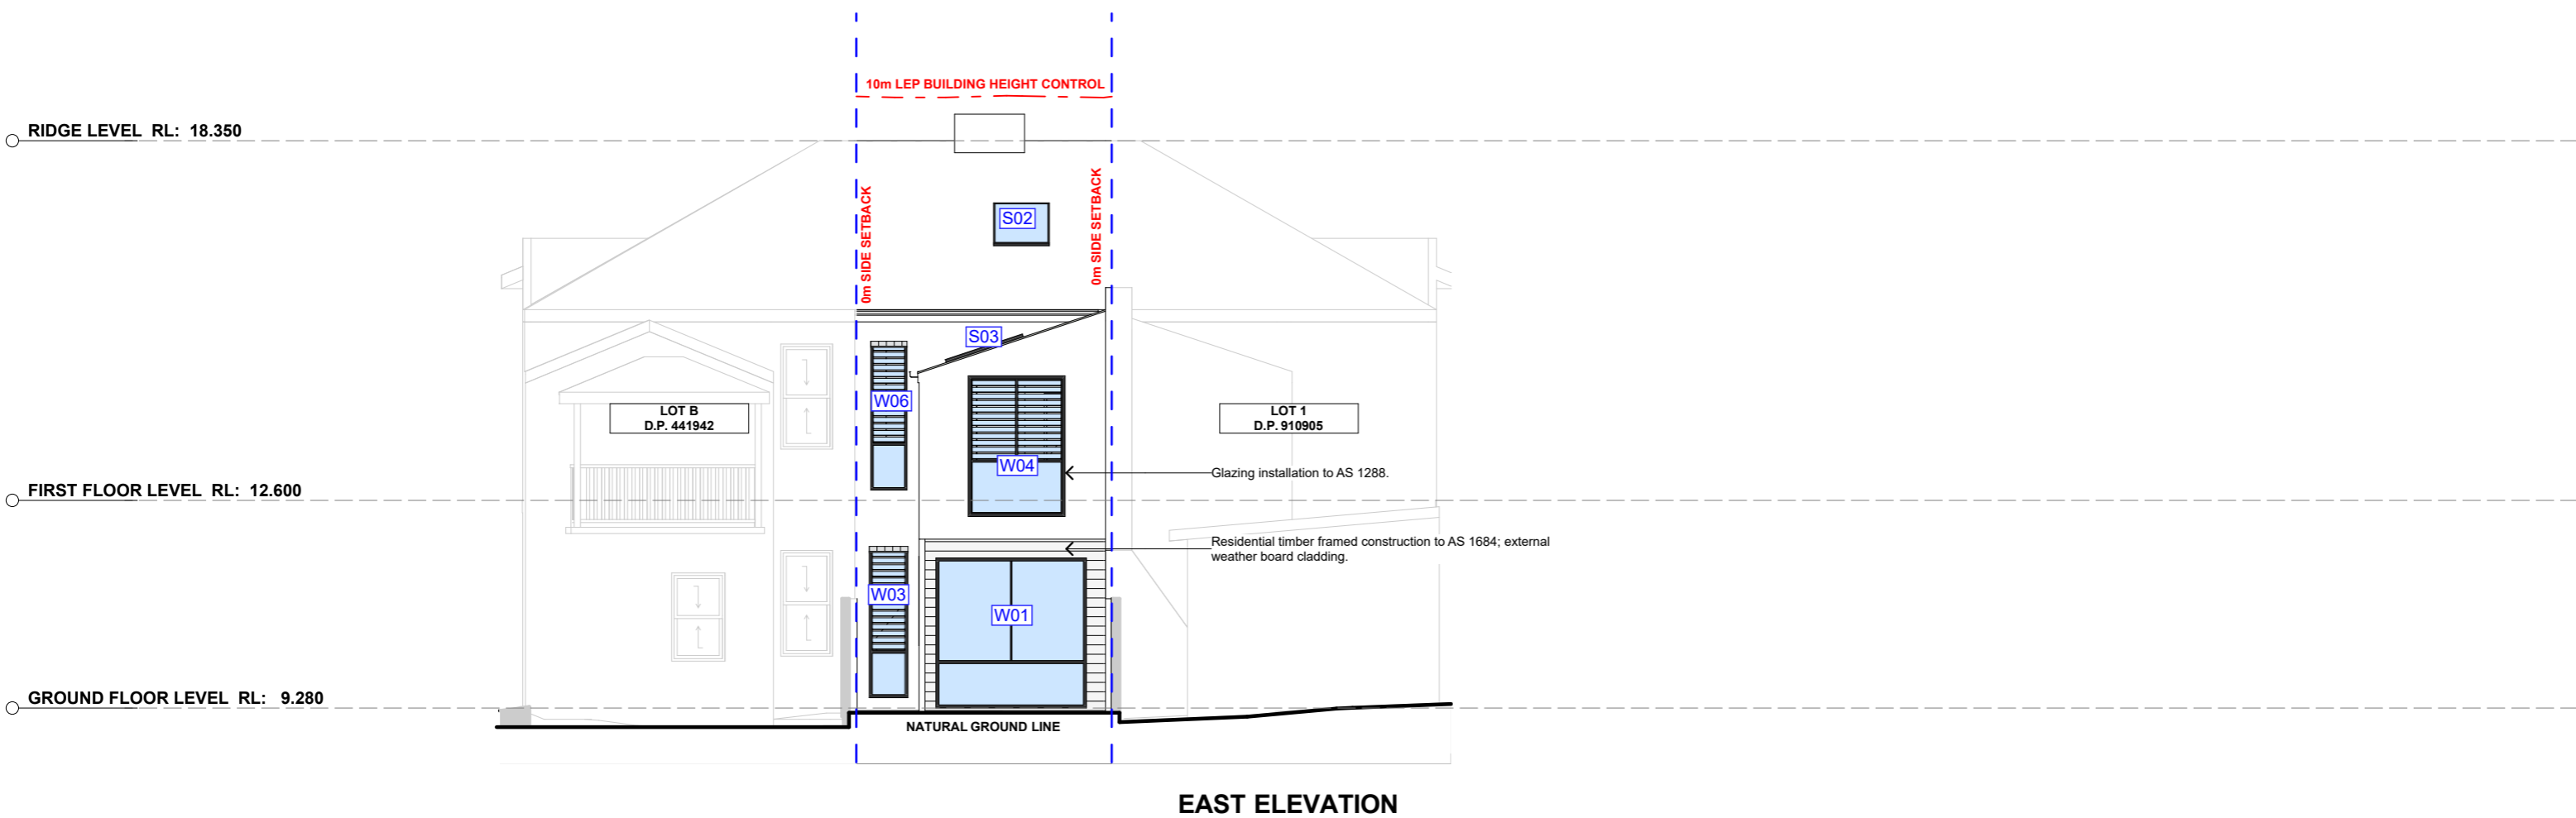 10m LEP BUILDING HEIGHT CONTROL
RIDGE LEVEL RL: 18.350
0m SIDE SETBACK
0m SIDE SETBACK
S02
S03
W06
LOT B
D.P. 441942
LOT 1
D.P. 910905
W04
Glazing installation to AS 1288.
FIRST FLOOR LEVEL RL: 12.600
Residential timber framed construction to AS 1684; external
weather board cladding.
W03
W01
GROUND FLOOR LEVEL RL: 9.280
NATURAL GROUND LINE
EAST ELEVATION